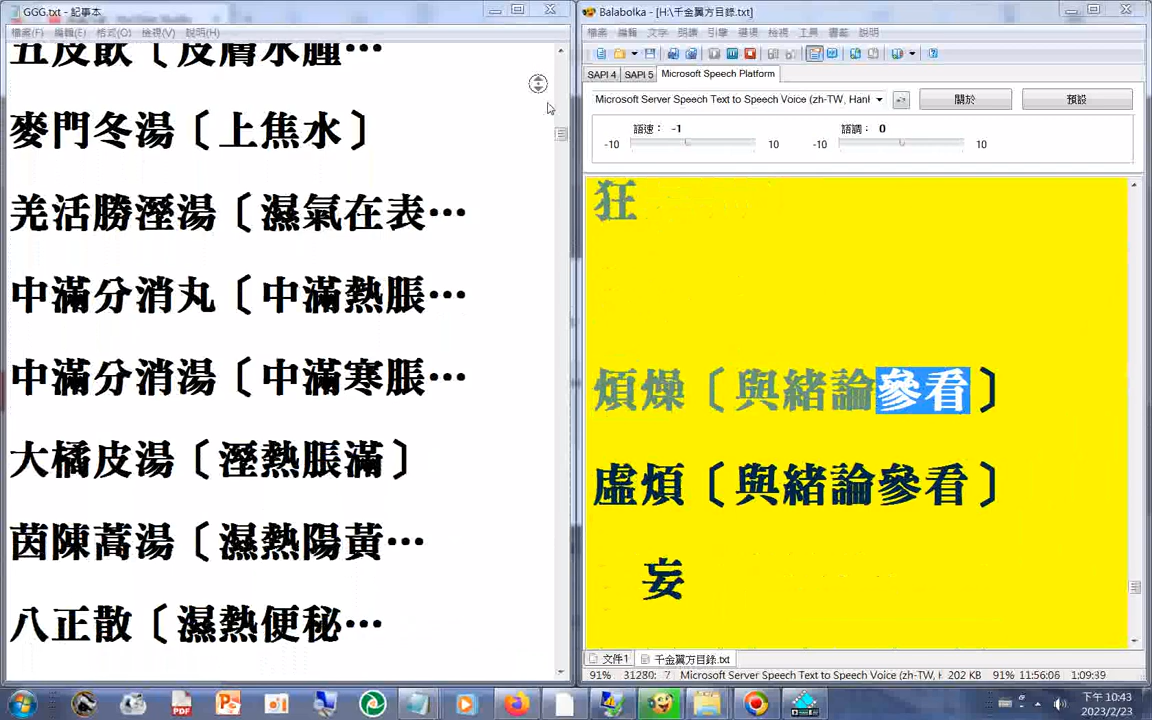 GGG.txt - 記事本
檔案(F) 編輯(E) 格式(O) 檢視(V) 說明(H)
五皮飲〔皮膚水腫…
麥門冬湯〔上焦水〕
羌活勝溼湯〔濕氣在表…
中滿分消丸〔中滿熱脹…
中滿分消湯〔中滿寒脹…
大橘皮湯〔溼熱脹滿〕
茵陳蒿湯〔濕熱陽黃…
八正散〔濕熱便秘…
Balabolka - [H:\千金翼方目錄.txt]
檔案 編輯 文字 朗讀 引擎 選項 檢視 工具 書籤 說明
SAPI 4 SAPI 5 Microsoft Speech Platform
Microsoft Server Speech Text to Speech Voice (zh-TW, Hanl
關於 預設
語速： -1 語調： 0
-10 10 -10 10
狂
煩燥〔與緒論參看〕
虛煩〔與緒論參看〕
妄
文件1 千金翼方目錄.txt
91% 31280: 7 Microsoft Server Speech Text to Speech Voice (zh-TW, H 202 KB 91% 11:56:06 1:09:39
下午 10:43
2023/2/23